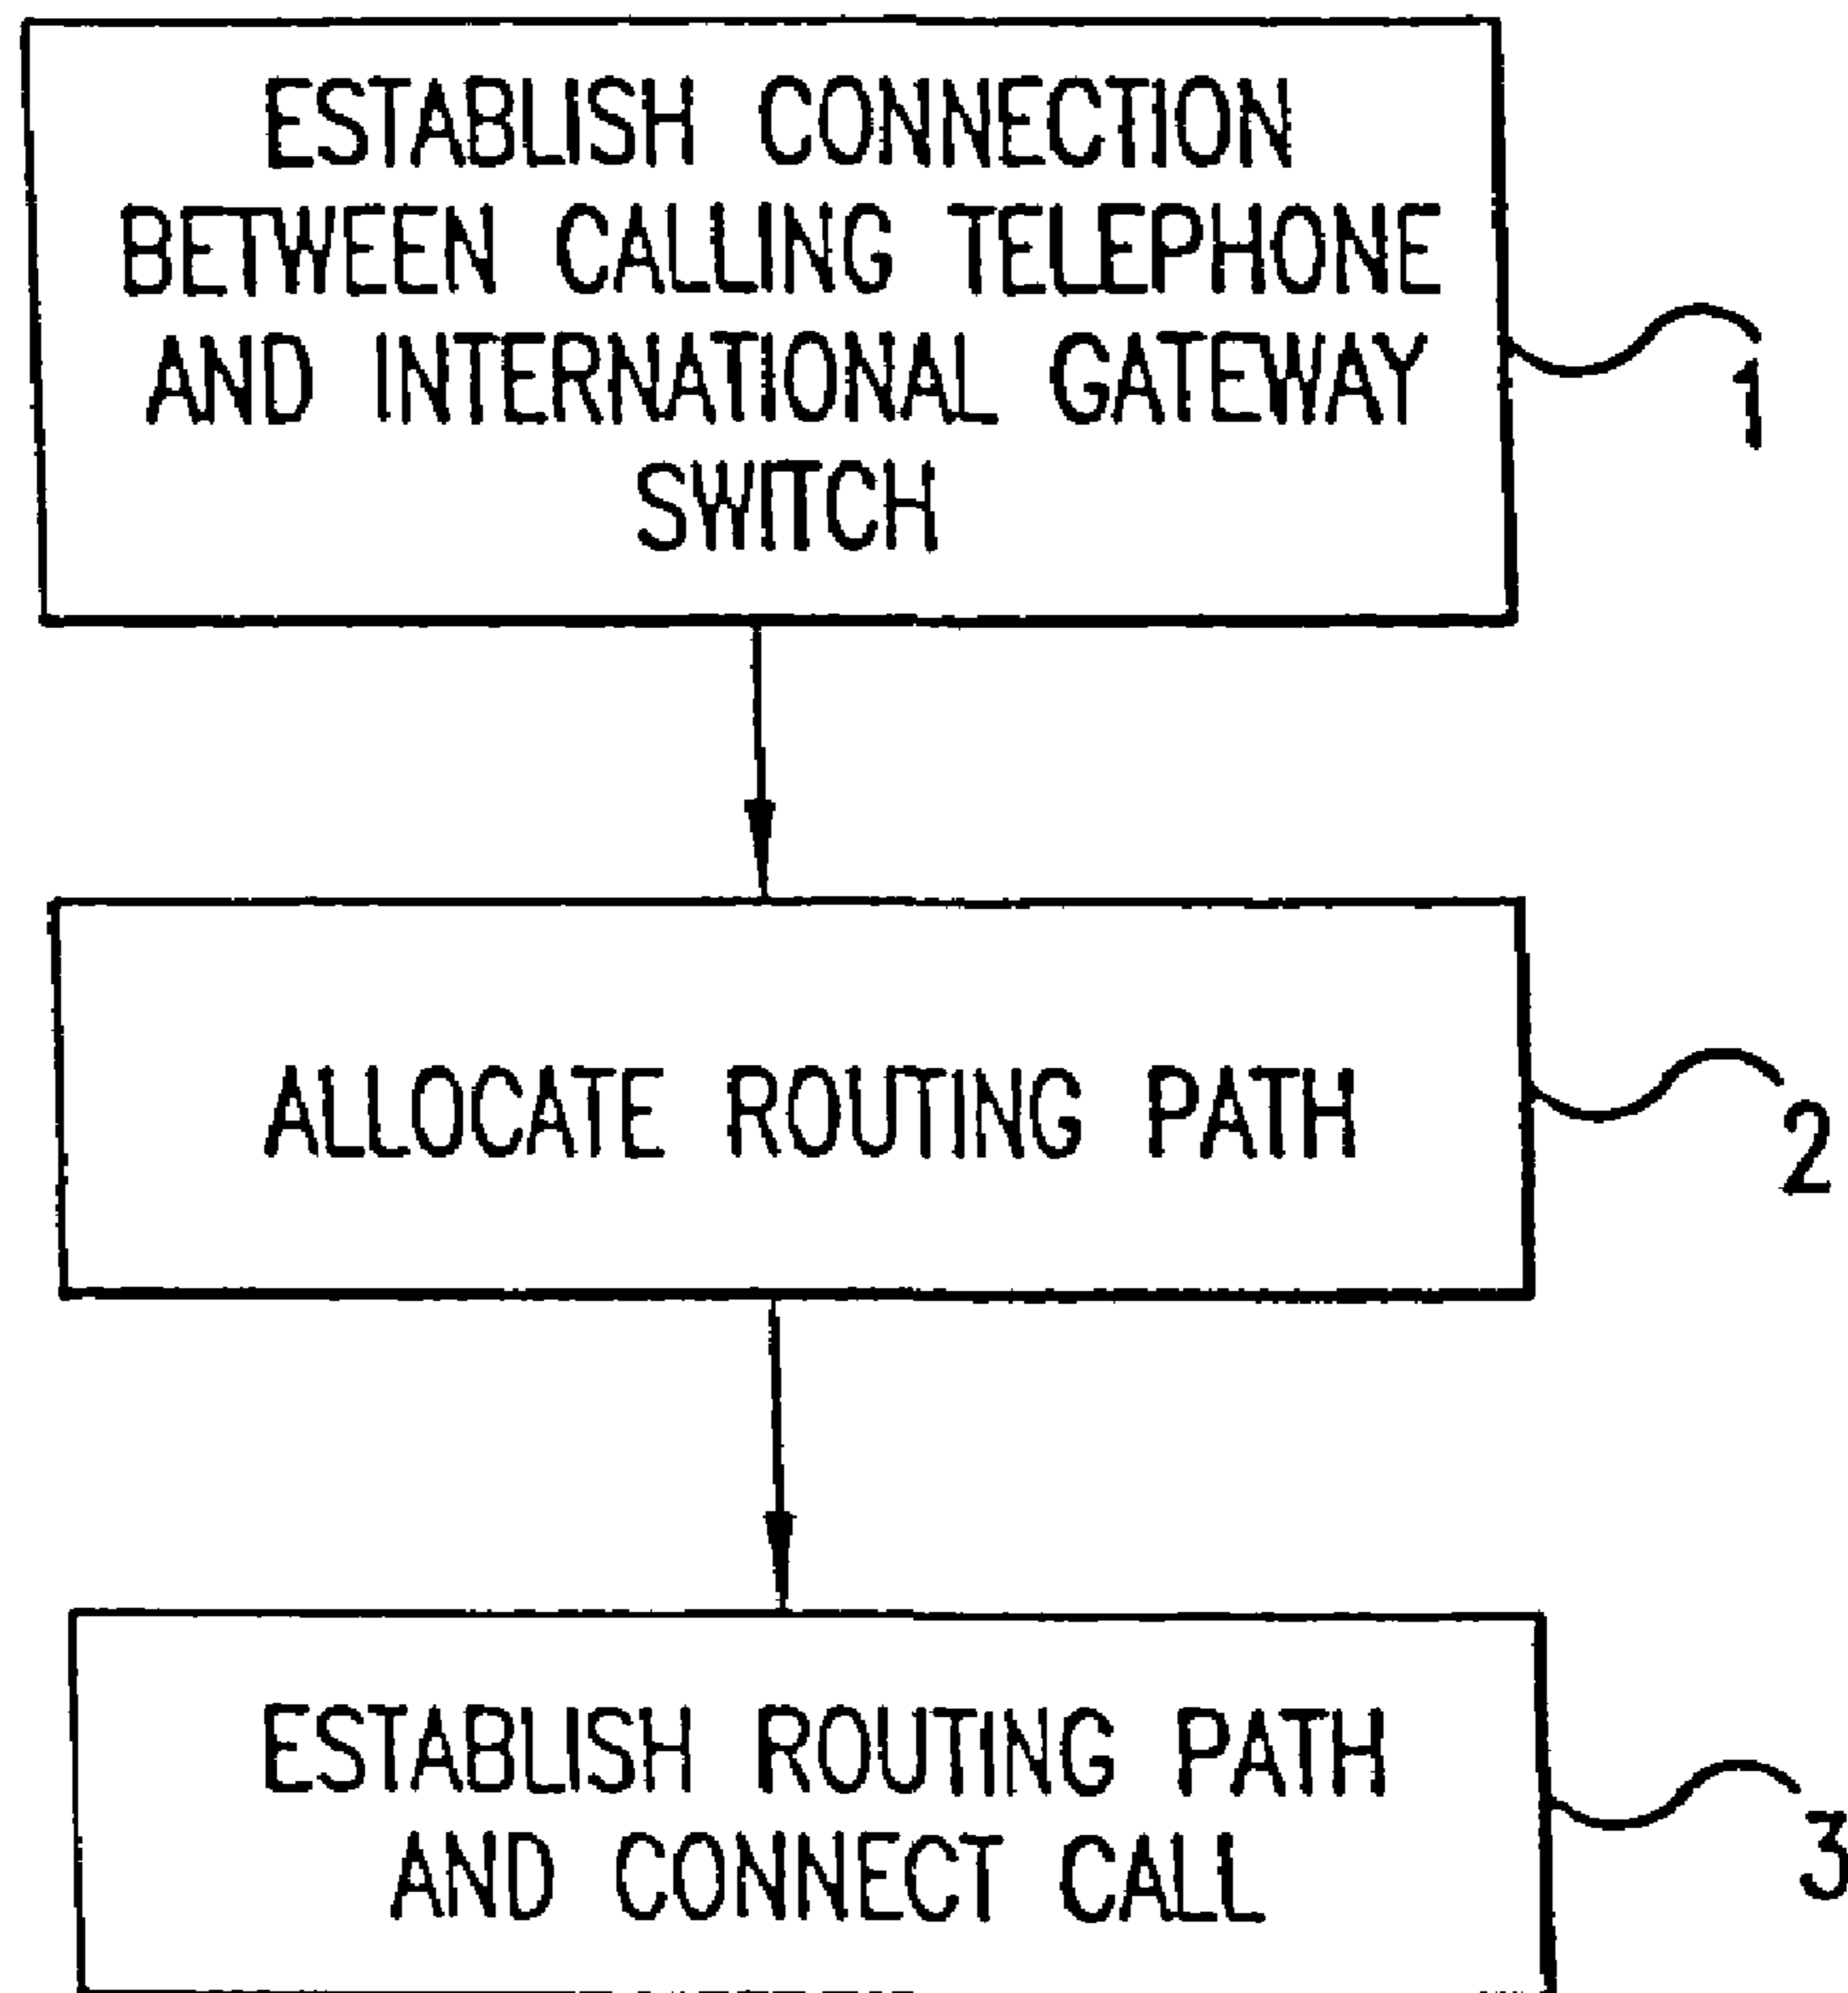 ESTABLISH CONNECTION
BETWEEN CALLING TELEPHONE
AND INTERNATIONAL GATEWAY
SWITCH
1
ALLOCATE ROUTING PATH
2
ESTABLISH ROUTING PATH
AND CONNECT CALL
3